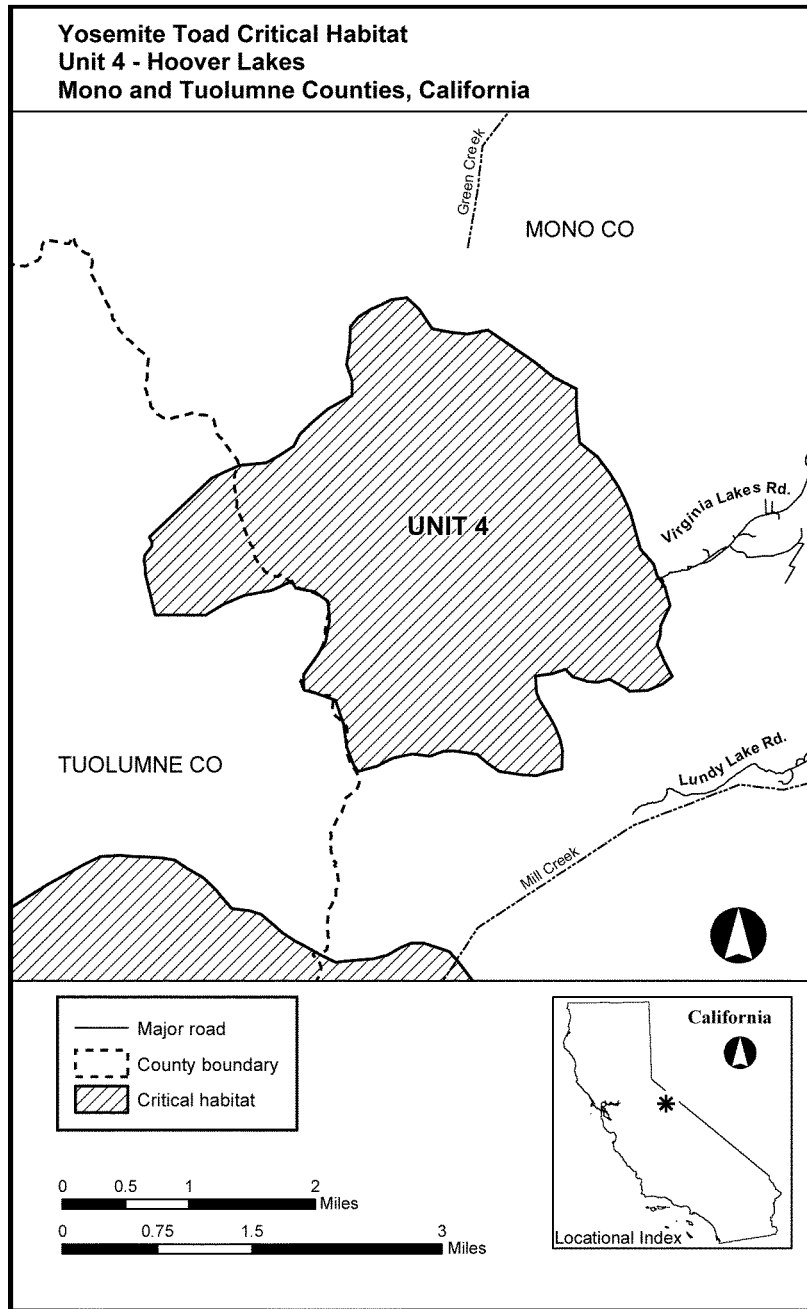 Yosemite Toad Critical Habitat
Unit 4 - Hoover Lakes
Mono and Tuolumne Counties, California
Green Creek
MONO CO
Virginia Lakes Rd.
UNIT 4
TUOLUMNE CO
Lundy Lake Rd.
Mill Creek
Major road
County boundary
Critical habitat
California
Locational Index
0 0.5 1 2
Miles
0 0.75 1.5 3
Miles